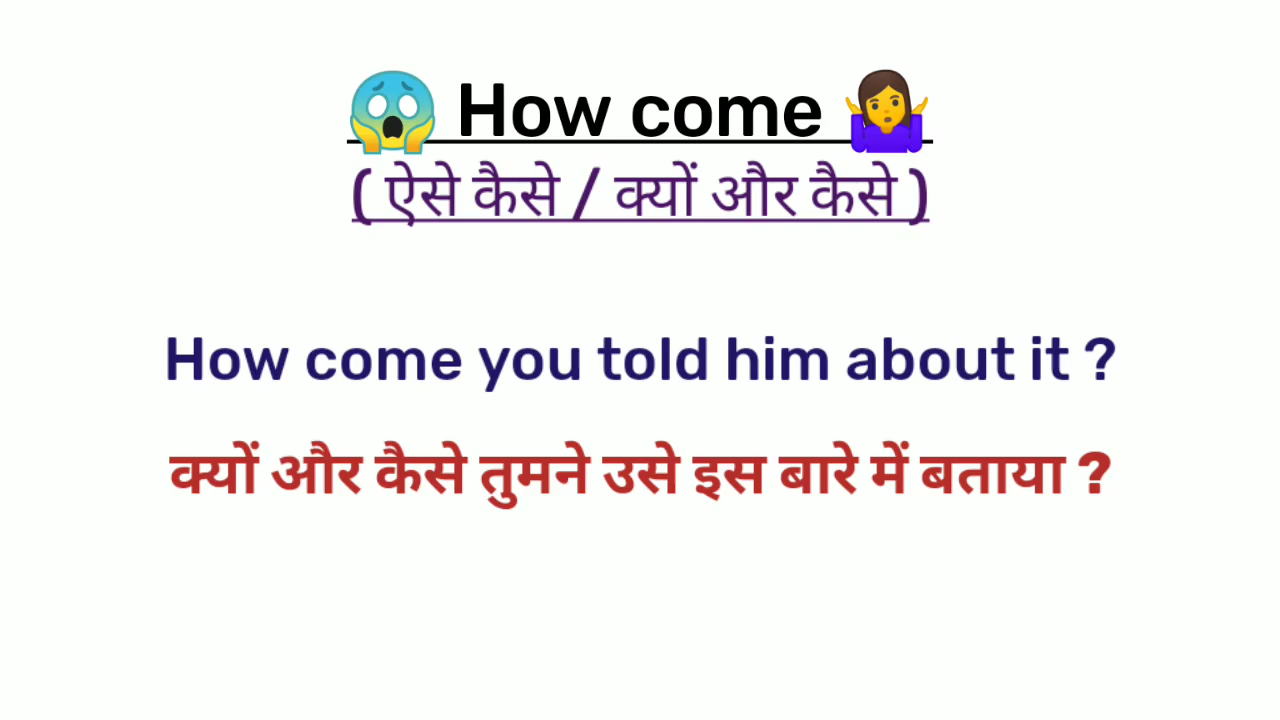 😱 How come 🤷‍♀️
( ऐसे कैसे / क्यों और कैसे )
How come you told him about it ?
क्यों और कैसे तुमने उसे इस बारे में बताया ?